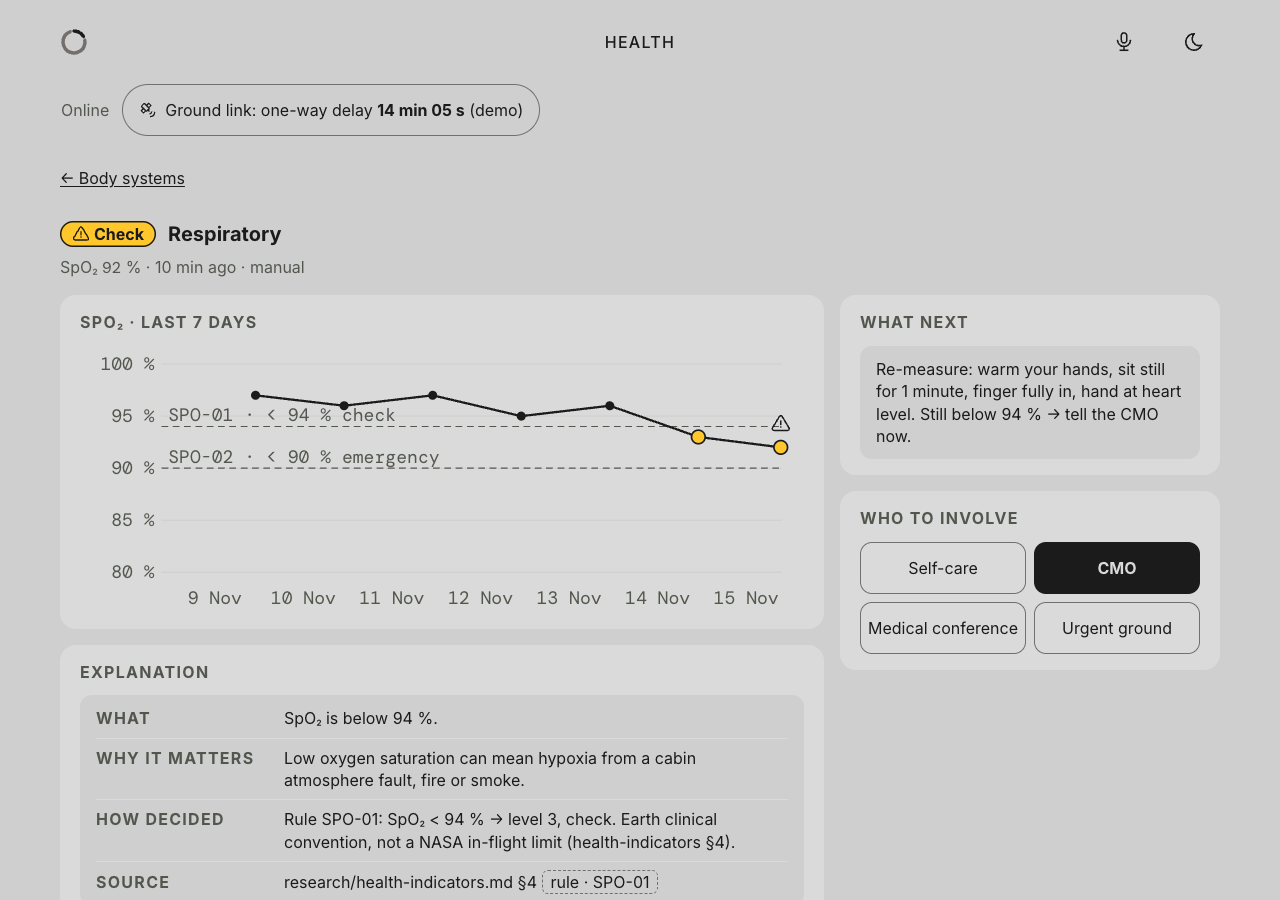 HEALTH
Online
Ground link: one-way delay 14 min 05 s (demo)
← Body systems
Check
Respiratory
SpO₂ 92 % · 10 min ago · manual
SPO₂ · LAST 7 DAYS
100 %
95 %
90 %
85 %
80 %
SPO-01 · < 94 % check
SPO-02 · < 90 % emergency
9 Nov
10 Nov
11 Nov
12 Nov
13 Nov
14 Nov
15 Nov
WHAT NEXT
Re-measure: warm your hands, sit still
for 1 minute, finger fully in, hand at heart
level. Still below 94 % → tell the CMO
now.
WHO TO INVOLVE
Self-care
CMO
Medical conference
Urgent ground
EXPLANATION
WHAT
SpO₂ is below 94 %.
WHY IT MATTERS
Low oxygen saturation can mean hypoxia from a cabin
atmosphere fault, fire or smoke.
HOW DECIDED
Rule SPO-01: SpO₂ < 94 % → level 3, check. Earth clinical
convention, not a NASA in-flight limit (health-indicators §4).
SOURCE
research/health-indicators.md §4 rule · SPO-01